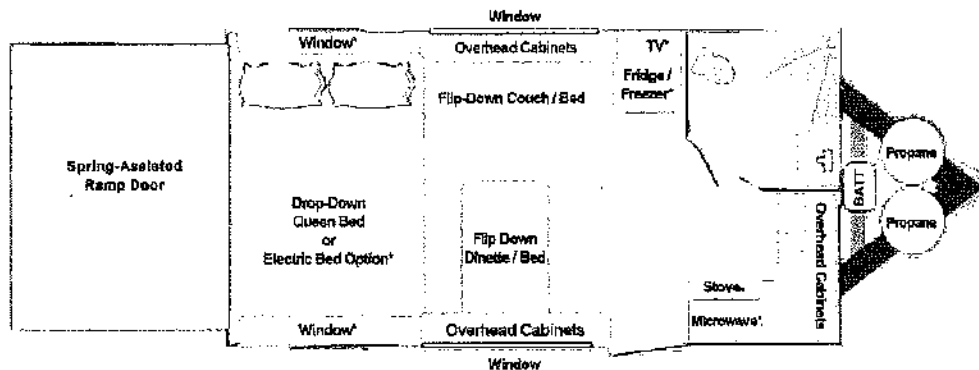 Window
Window*
Overhead Cabinets
TV*
Fridge /
Freezer*
Flip-Down Couch / Bed
Propane
Spring-Assisted
Ramp Door
BATT
Drop-Down
Queen Bed
or
Electric Bed Option*
Flip Down
Dinette / Bed
Propane
Overhead Cabinets
Stove*
Microwave*
Window*
Overhead Cabinets
Window